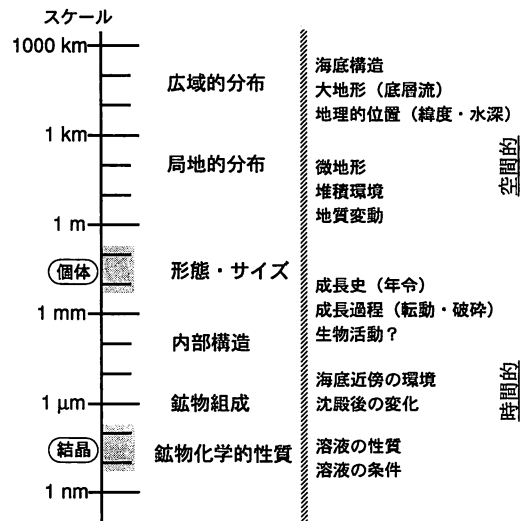 スケール
1000 km
広域的分布
海底構造
大地形（底層流）
地理的位置（緯度・水深）
1 km
局地的分布
微地形
堆積環境
地質変動
空間的
1 m
個体
形態・サイズ
成長史（年令）
成長過程（転動・破砕）
生物活動？
1 mm
内部構造
海底近傍の環境
沈殿後の変化
時間的
1 μm
鉱物組成
結晶
鉱物化学的性質
溶液の性質
溶液の条件
1 nm